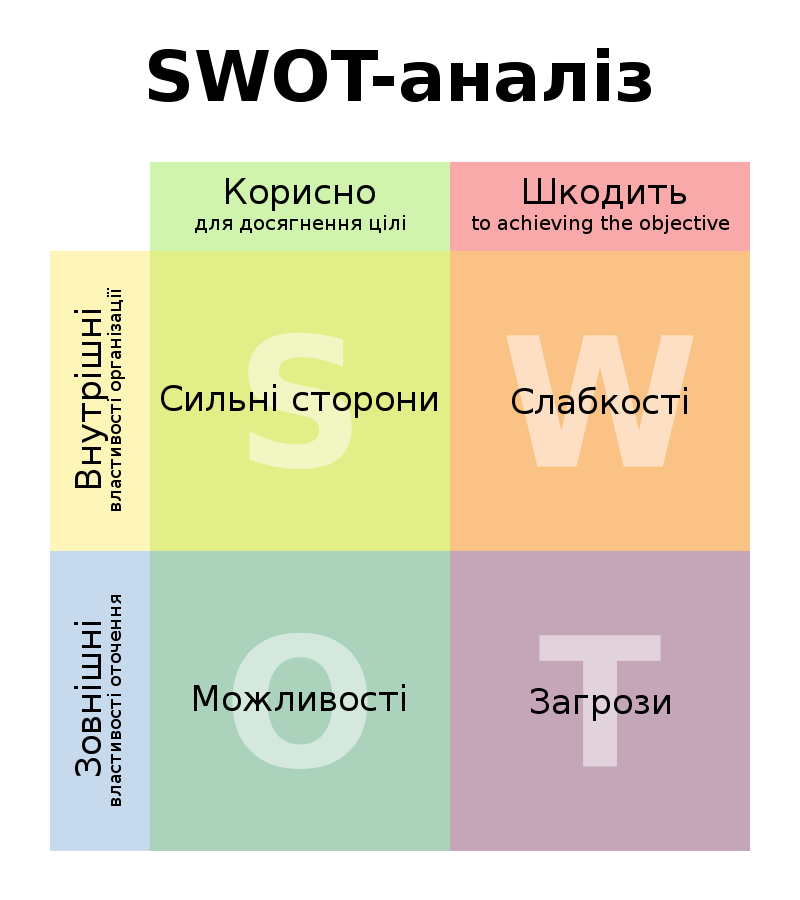 SWOT-аналіз
Корисно
для досягнення цілі
Шкодить
to achieving the objective
Внутрішні
властивості організації
S
Сильні сторони
W
Слабкості
Зовнішні
властивості оточення
O
Можливості
T
Загрози